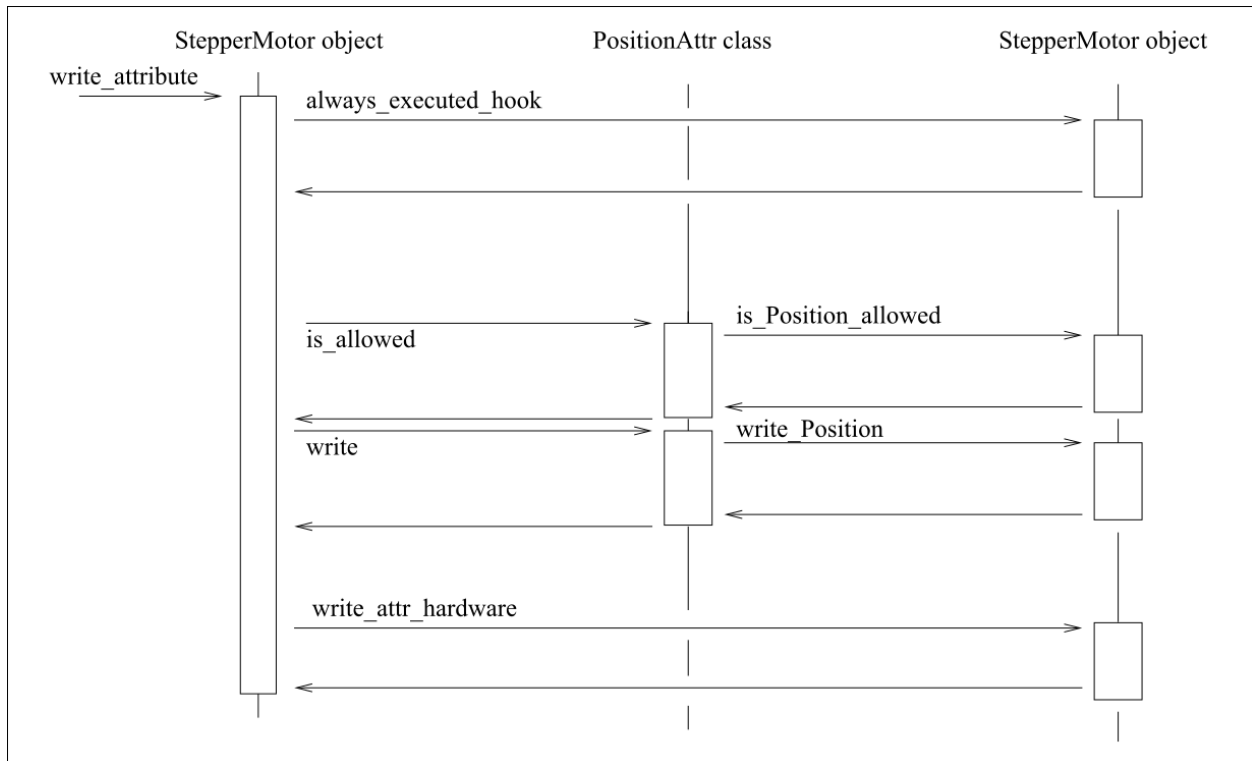 StepperMotor object
PositionAttr class
StepperMotor object
write_attribute
always_executed_hook
is_Position_allowed
is_allowed
write_Position
write
write_attr_hardware